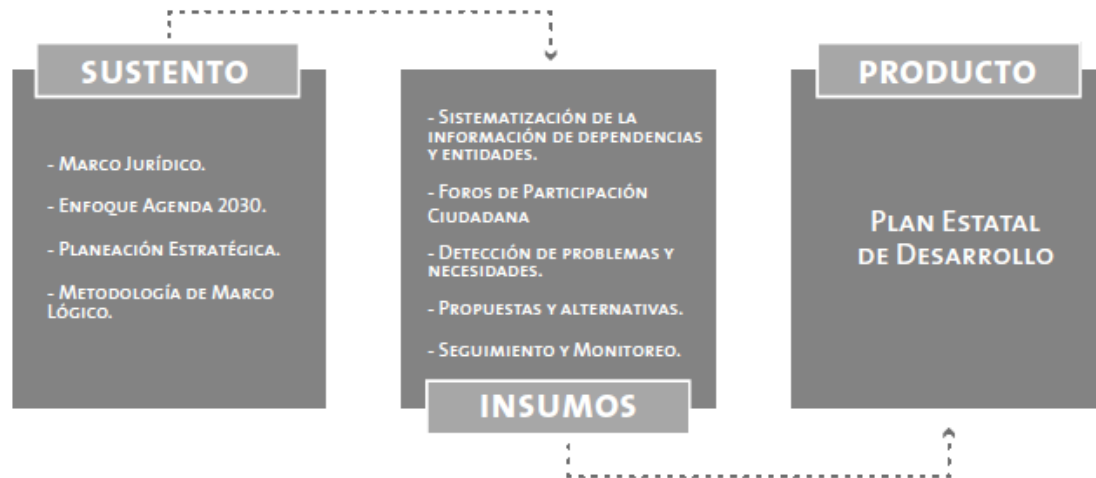 SUSTENTO
- MARCO JURÍDICO.
- ENFOQUE AGENDA 2030.
- PLANEACIÓN ESTRATÉGICA.
- METODOLOGÍA DE MARCO
LÓGICO.
- SISTEMATIZACIÓN DE LA
INFORMACIÓN DE DEPENDENCIAS
Y ENTIDADES.
- FOROS DE PARTICIPACIÓN
CIUDADANA
- DETECCIÓN DE PROBLEMAS Y
NECESIDADES.
- PROPUESTAS Y ALTERNATIVAS.
- SEGUIMIENTO Y MONITOREO.
INSUMOS
PRODUCTO
PLAN ESTATAL
DE DESARROLLO